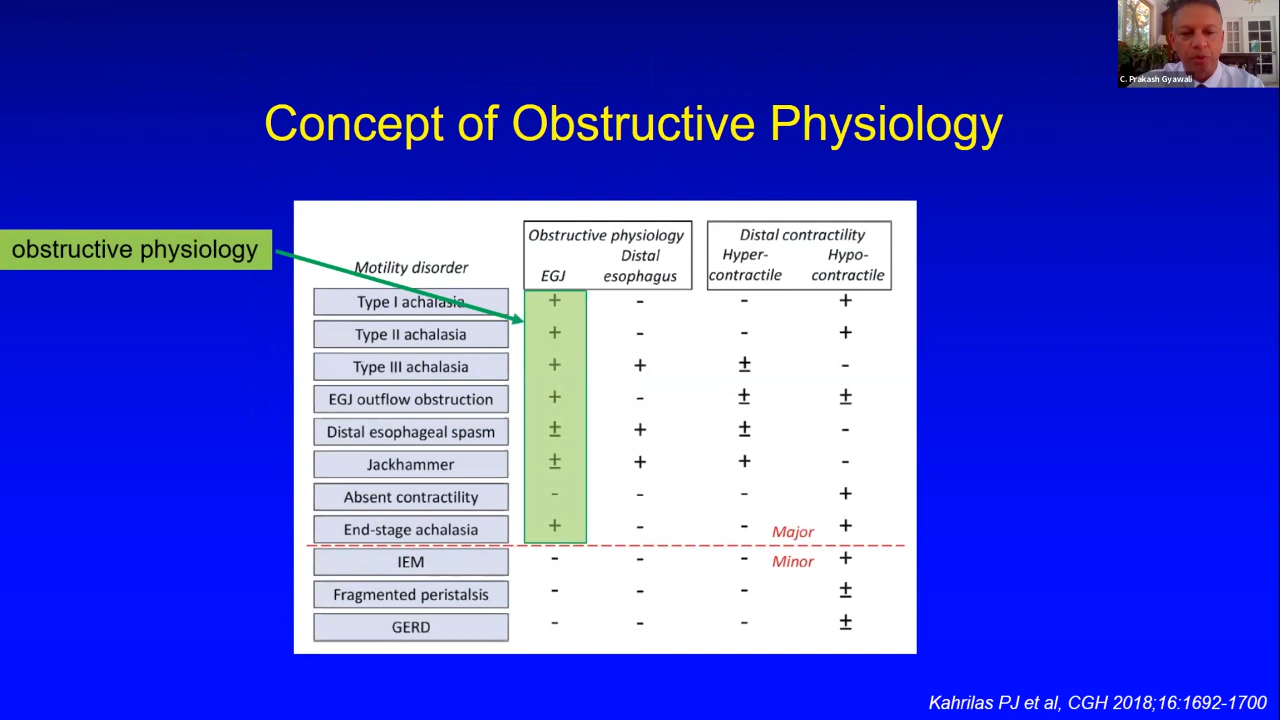 C. Prakash Gyawali
Concept of Obstructive Physiology
obstructive physiology
Obstructive physiology Distal contractility
Distal Hyper- Hypo-
Motility disorder EGJ esophagus contractile contractile
Type I achalasia + - - +
Type II achalasia + - - +
Type III achalasia + + ± -
EGJ outflow obstruction + - ± ±
Distal esophageal spasm ± + ± -
Jackhammer ± + + -
Absent contractility - - - +
End-stage achalasia + - - +
Major
IEM - - - +
Minor
Fragmented peristalsis - - - ±
GERD - - - ±
Kahrilas PJ et al, CGH 2018;16:1692-1700